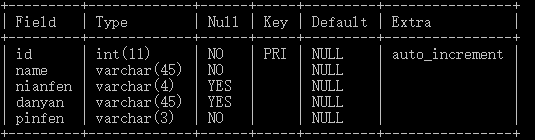 | Field | Type | Null | Key | Default | Extra |
| id | int(11) | NO | PRI | NULL | auto_increment |
| name | varchar(45) | NO | | NULL | |
| nianfen | varchar(4) | YES | | NULL | |
| danyan | varchar(45) | YES | | NULL | |
| pinfen | varchar(3) | NO | | NULL | |